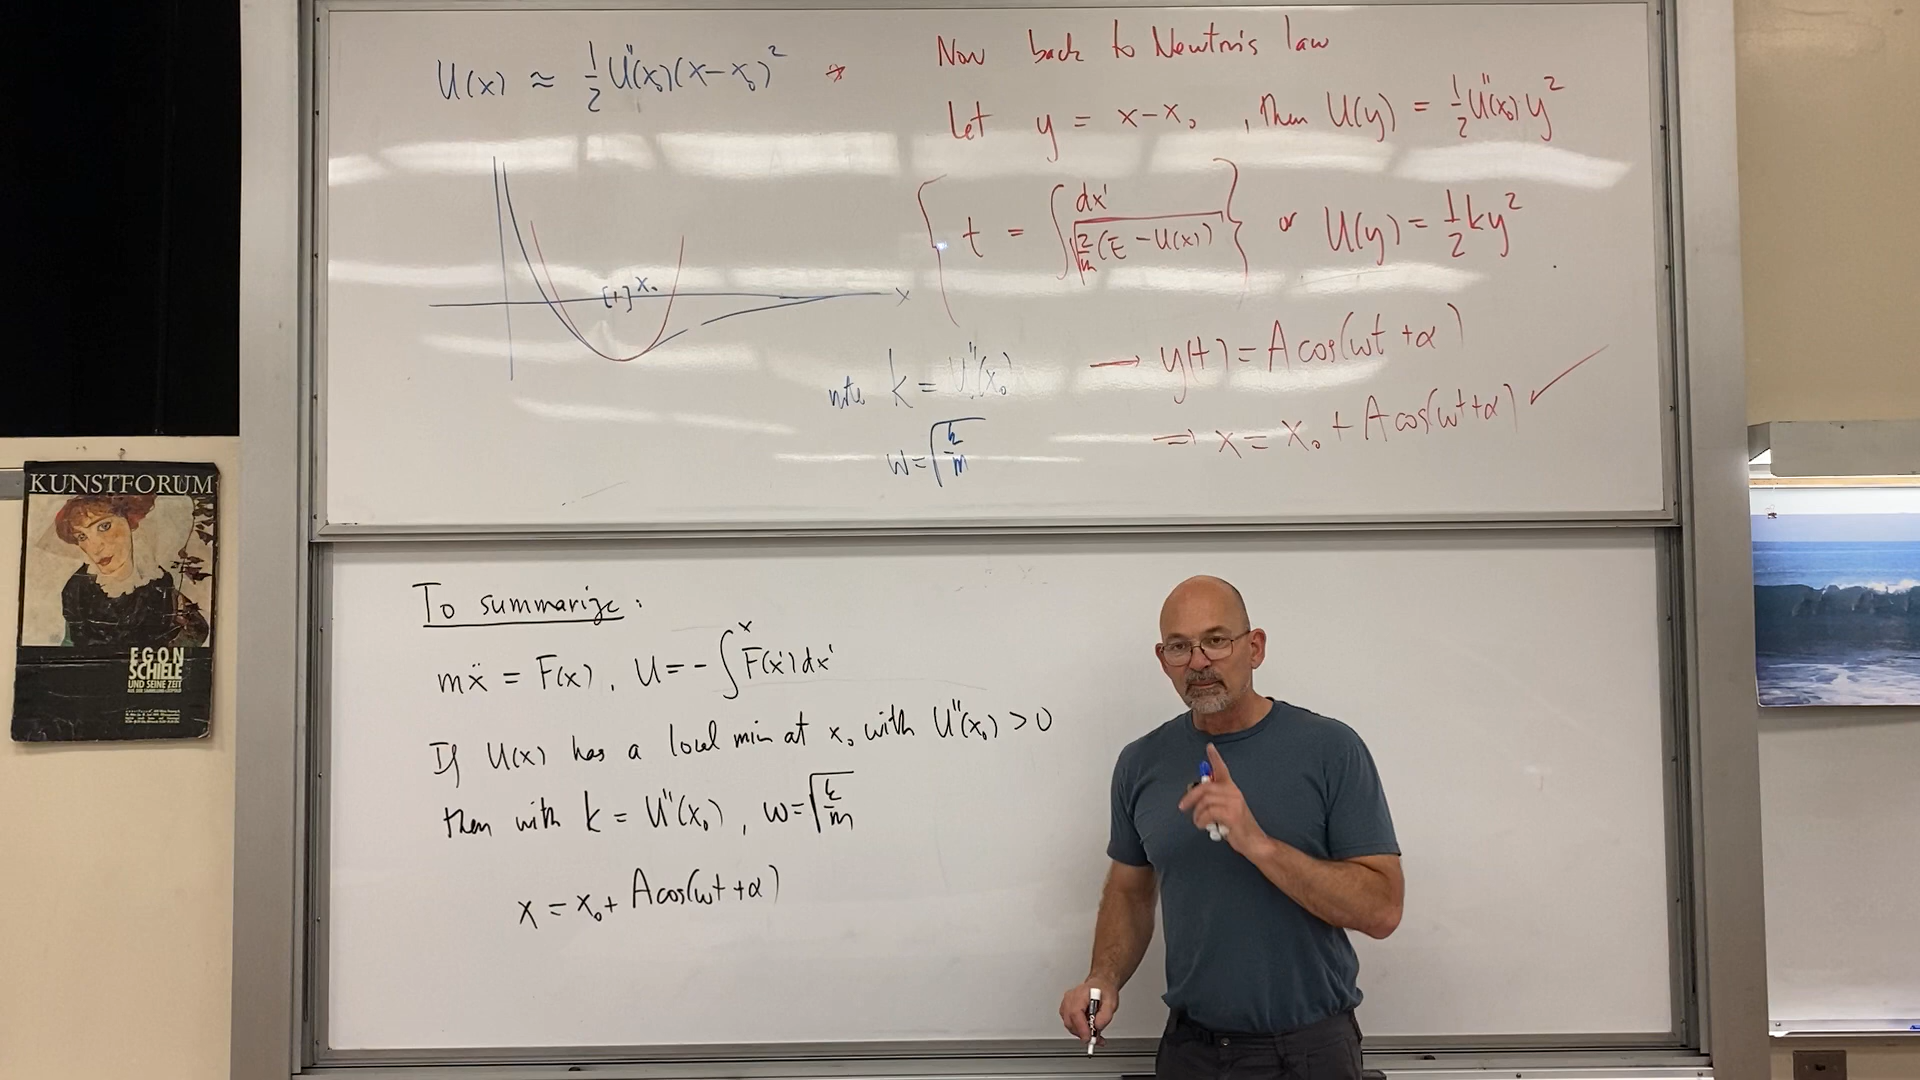 U(x) ≈ ½ U''(x₀)(x-x₀)² *
x₀
x
Now back to Newton's law
Let y = x-x₀, then U(y) = ½ U''(x₀) y²
{ t = ∫ dx' / √(2/m (E - U(x'))) } or U(y) = ½ky²
note k = U''(x₀)
ω = √(k/m)
→ y(t) = A cos(ωt + α)
⇒ x = x₀ + A cos(ωt + α) ✓
To summarize:
mẍ = F(x), U = -∫ˣ F(x')dx'
If U(x) has a local min at x₀ with U''(x₀) > 0
then with k = U''(x₀), ω = √(k/m)
x = x₀ + A cos(ωt + α)
KUNSTFORUM
EGON
SCHIELE
UND SEINE ZEIT